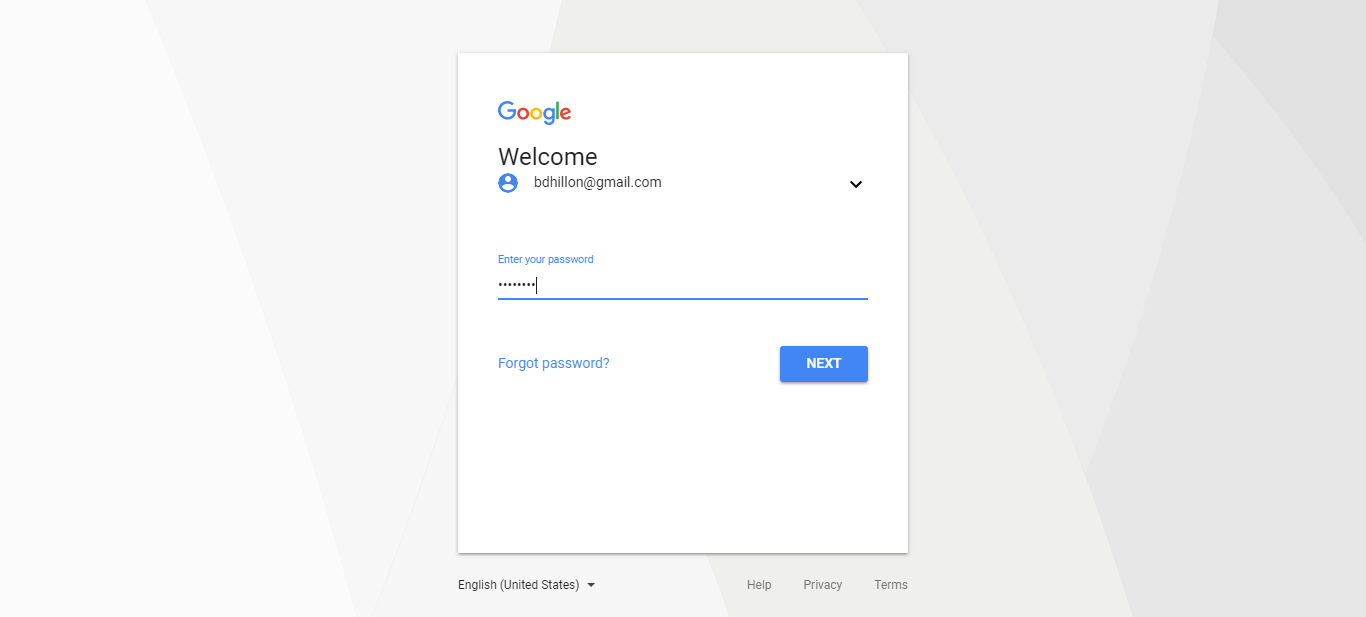 Google
Welcome
bdhillon@gmail.com
Enter your password
••••••••
Forgot password?
NEXT
English (United States)
Help Privacy Terms